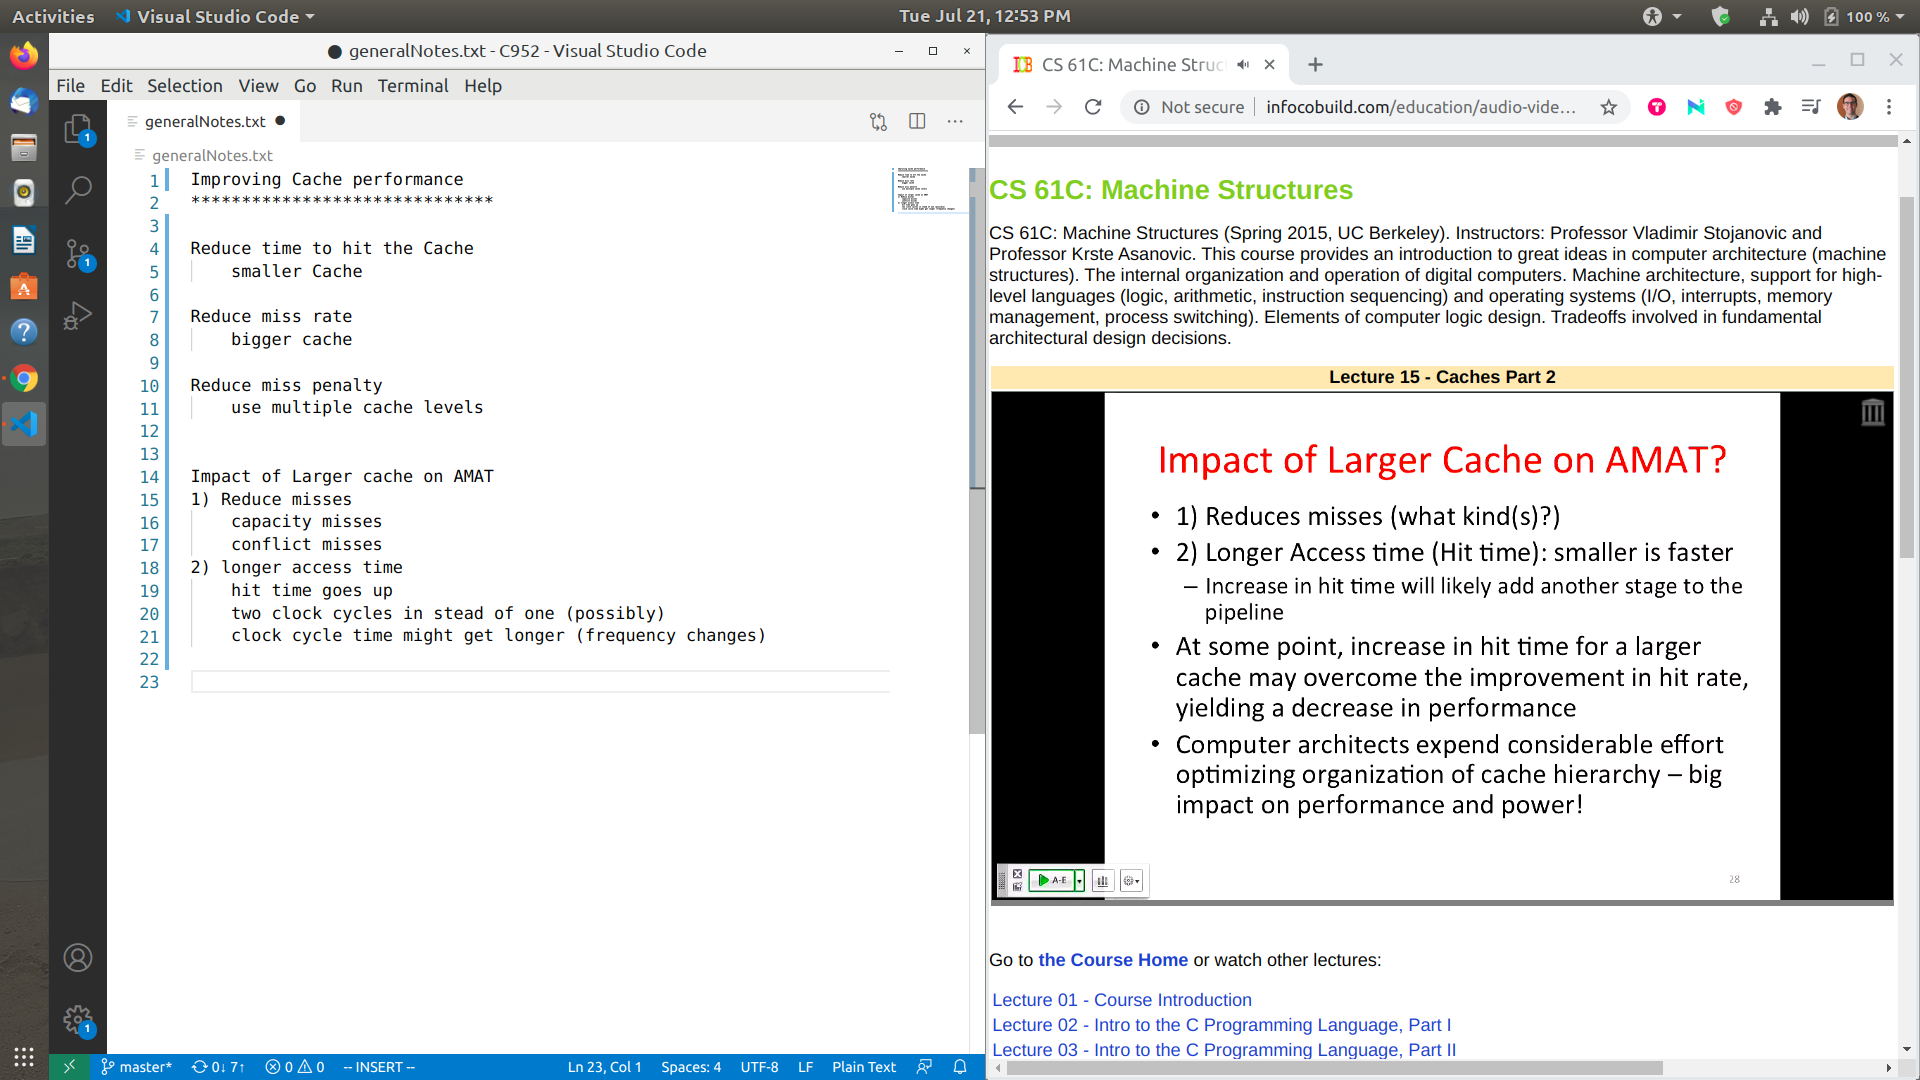 Activities
Visual Studio Code
Tue Jul 21, 12:53 PM
100 %
generalNotes.txt - C952 - Visual Studio Code
File Edit Selection View Go Run Terminal Help
generalNotes.txt
generalNotes.txt
1 Improving Cache performance
2 ******************************
3
4 Reduce time to hit the Cache
5 smaller Cache
6
7 Reduce miss rate
8 bigger cache
9
10 Reduce miss penalty
11 use multiple cache levels
12
13
14 Impact of Larger cache on AMAT
15 1) Reduce misses
16 capacity misses
17 conflict misses
18 2) longer access time
19 hit time goes up
20 two clock cycles in stead of one (possibly)
21 clock cycle time might get longer (frequency changes)
22
23
1
1
1
master* 0↓ 7↑ 0 0 -- INSERT -- Ln 23, Col 1 Spaces: 4 UTF-8 LF Plain Text
CS 61C: Machine Struc
Not secure infocobuild.com/education/audio-vide...
CS 61C: Machine Structures
CS 61C: Machine Structures (Spring 2015, UC Berkeley). Instructors: Professor Vladimir Stojanovic and
Professor Krste Asanovic. This course provides an introduction to great ideas in computer architecture (machine
structures). The internal organization and operation of digital computers. Machine architecture, support for high-
level languages (logic, arithmetic, instruction sequencing) and operating systems (I/O, interrupts, memory
management, process switching). Elements of computer logic design. Tradeoffs involved in fundamental
architectural design decisions.
Lecture 15 - Caches Part 2
Impact of Larger Cache on AMAT?
• 1) Reduces misses (what kind(s)?)
• 2) Longer Access time (Hit time): smaller is faster
– Increase in hit time will likely add another stage to the
pipeline
• At some point, increase in hit time for a larger
cache may overcome the improvement in hit rate,
yielding a decrease in performance
• Computer architects expend considerable effort
optimizing organization of cache hierarchy – big
impact on performance and power!
A-E
28
Go to the Course Home or watch other lectures:
Lecture 01 - Course Introduction
Lecture 02 - Intro to the C Programming Language, Part I
Lecture 03 - Intro to the C Programming Language, Part II